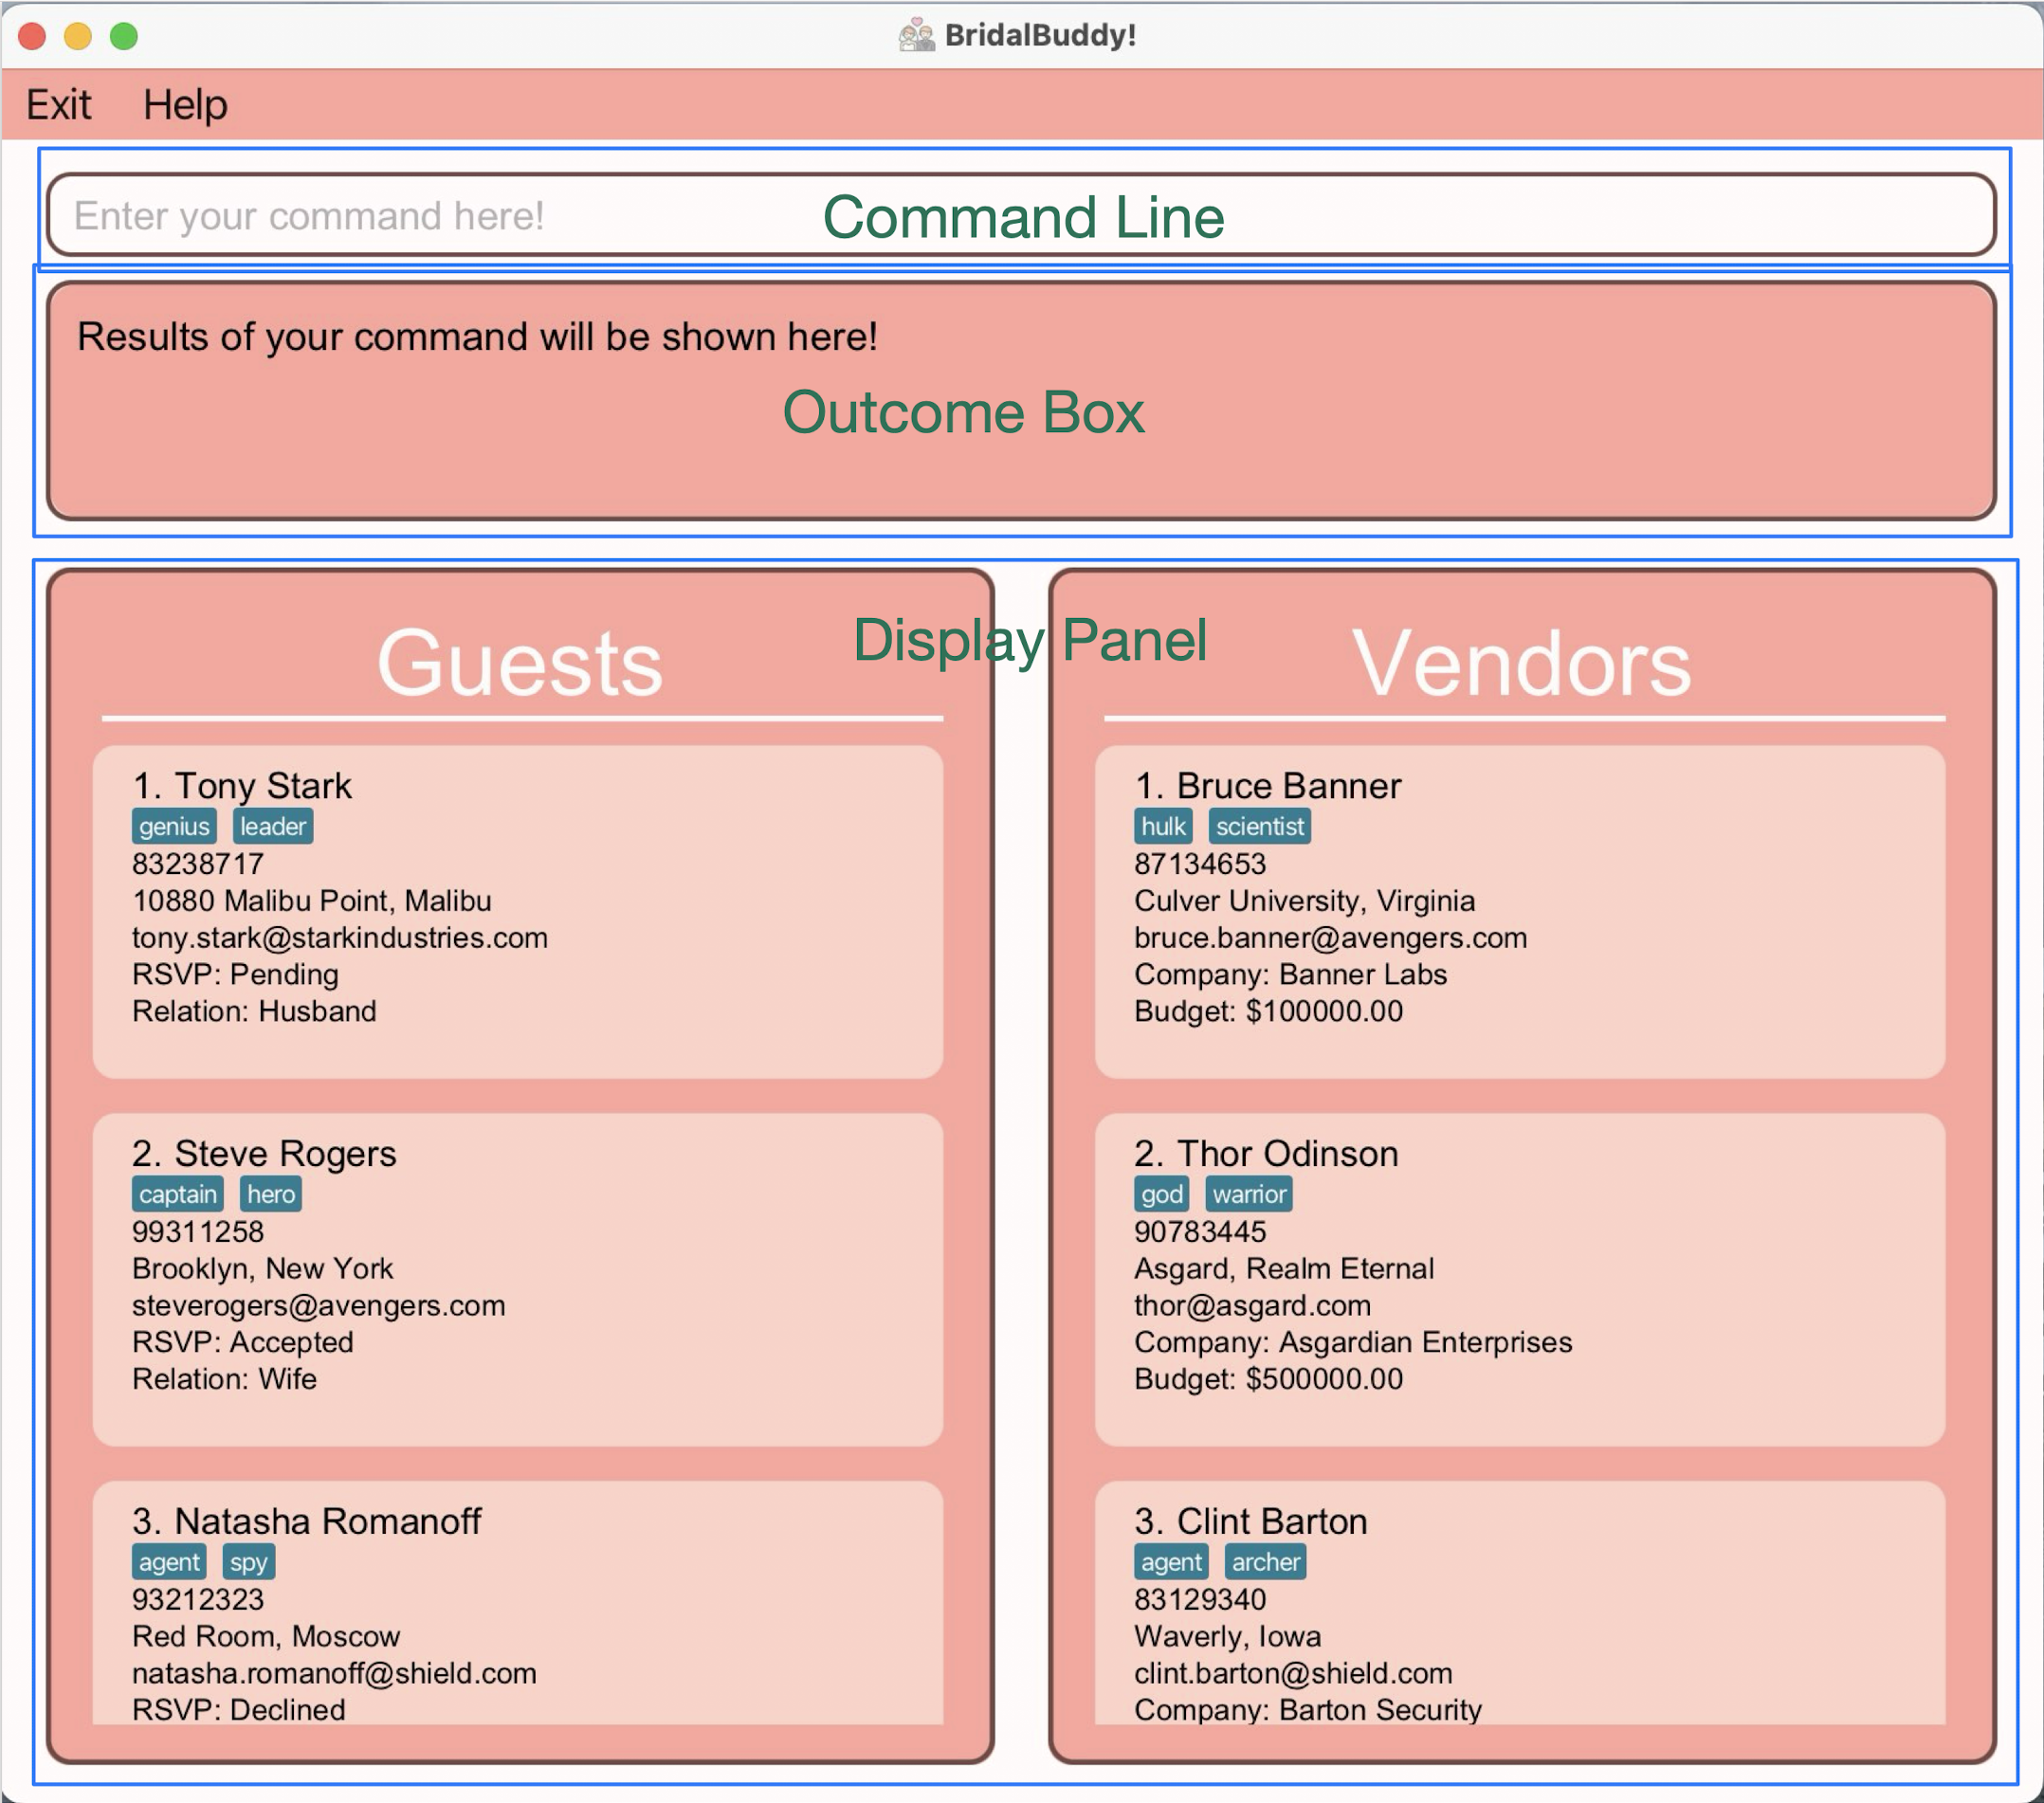 BridalBuddy!
Exit Help
Enter your command here!
Command Line
Results of your command will be shown here!
Outcome Box
Display Panel
Guests
1. Tony Stark
genius leader
83238717
10880 Malibu Point, Malibu
tony.stark@starkindustries.com
RSVP: Pending
Relation: Husband
2. Steve Rogers
captain hero
99311258
Brooklyn, New York
steverogers@avengers.com
RSVP: Accepted
Relation: Wife
3. Natasha Romanoff
agent spy
93212323
Red Room, Moscow
natasha.romanoff@shield.com
RSVP: Declined
Vendors
1. Bruce Banner
hulk scientist
87134653
Culver University, Virginia
bruce.banner@avengers.com
Company: Banner Labs
Budget: $100000.00
2. Thor Odinson
god warrior
90783445
Asgard, Realm Eternal
thor@asgard.com
Company: Asgardian Enterprises
Budget: $500000.00
3. Clint Barton
agent archer
83129340
Waverly, Iowa
clint.barton@shield.com
Company: Barton Security